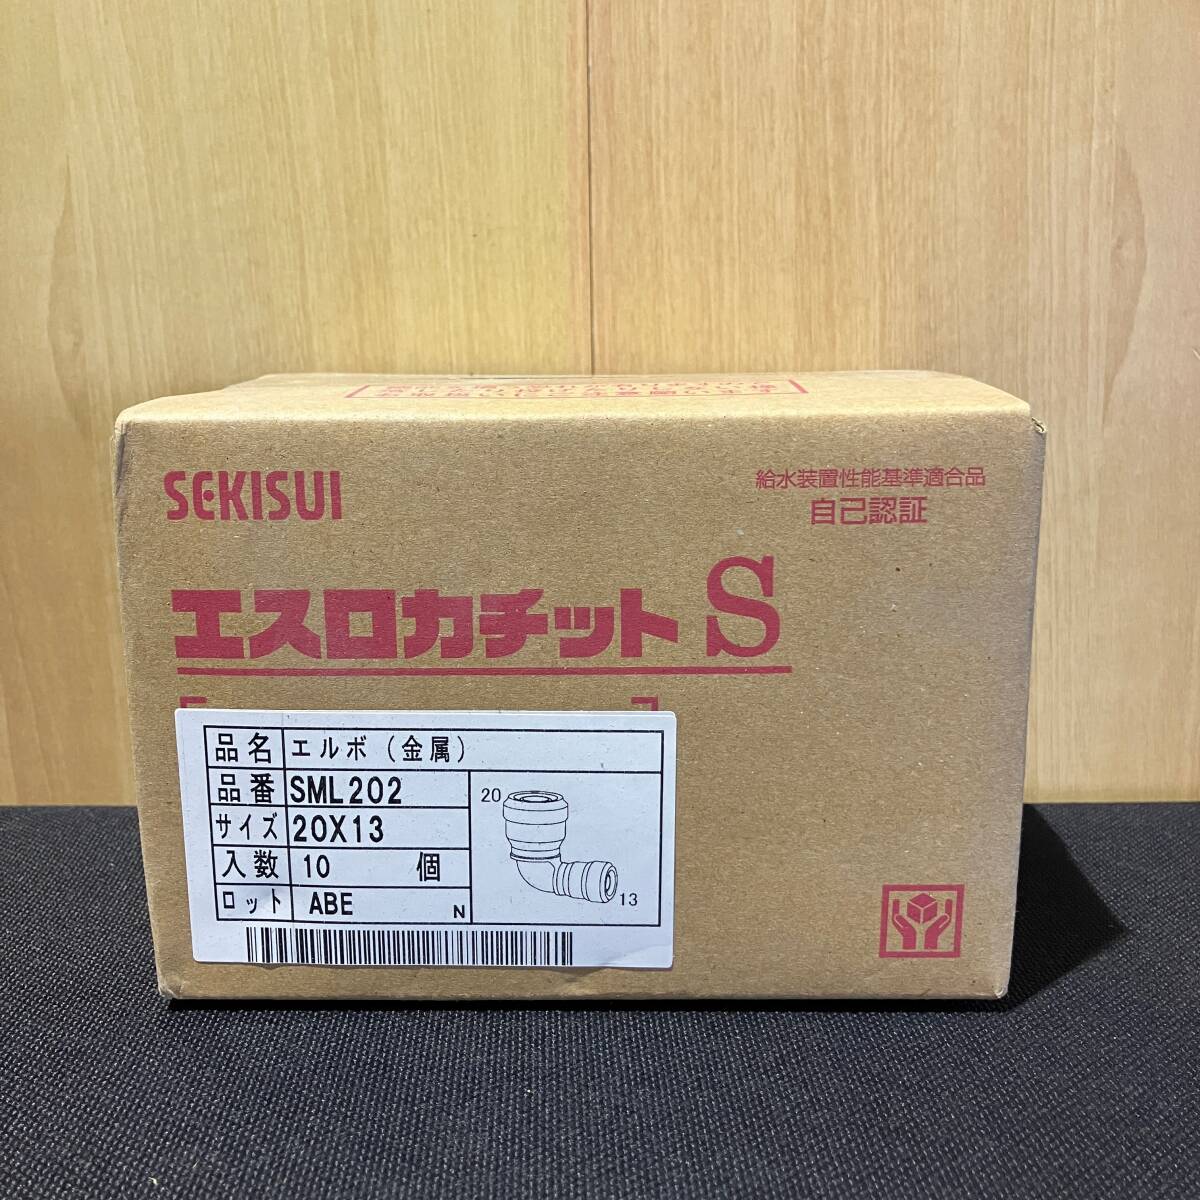 SEKISUI
給水装置性能基準適合品
自己認証
エスロカチットS
品名 エルボ（金属）
品番 SML202
サイズ 20X13
入数 10 個
ロット ABE N
20
13